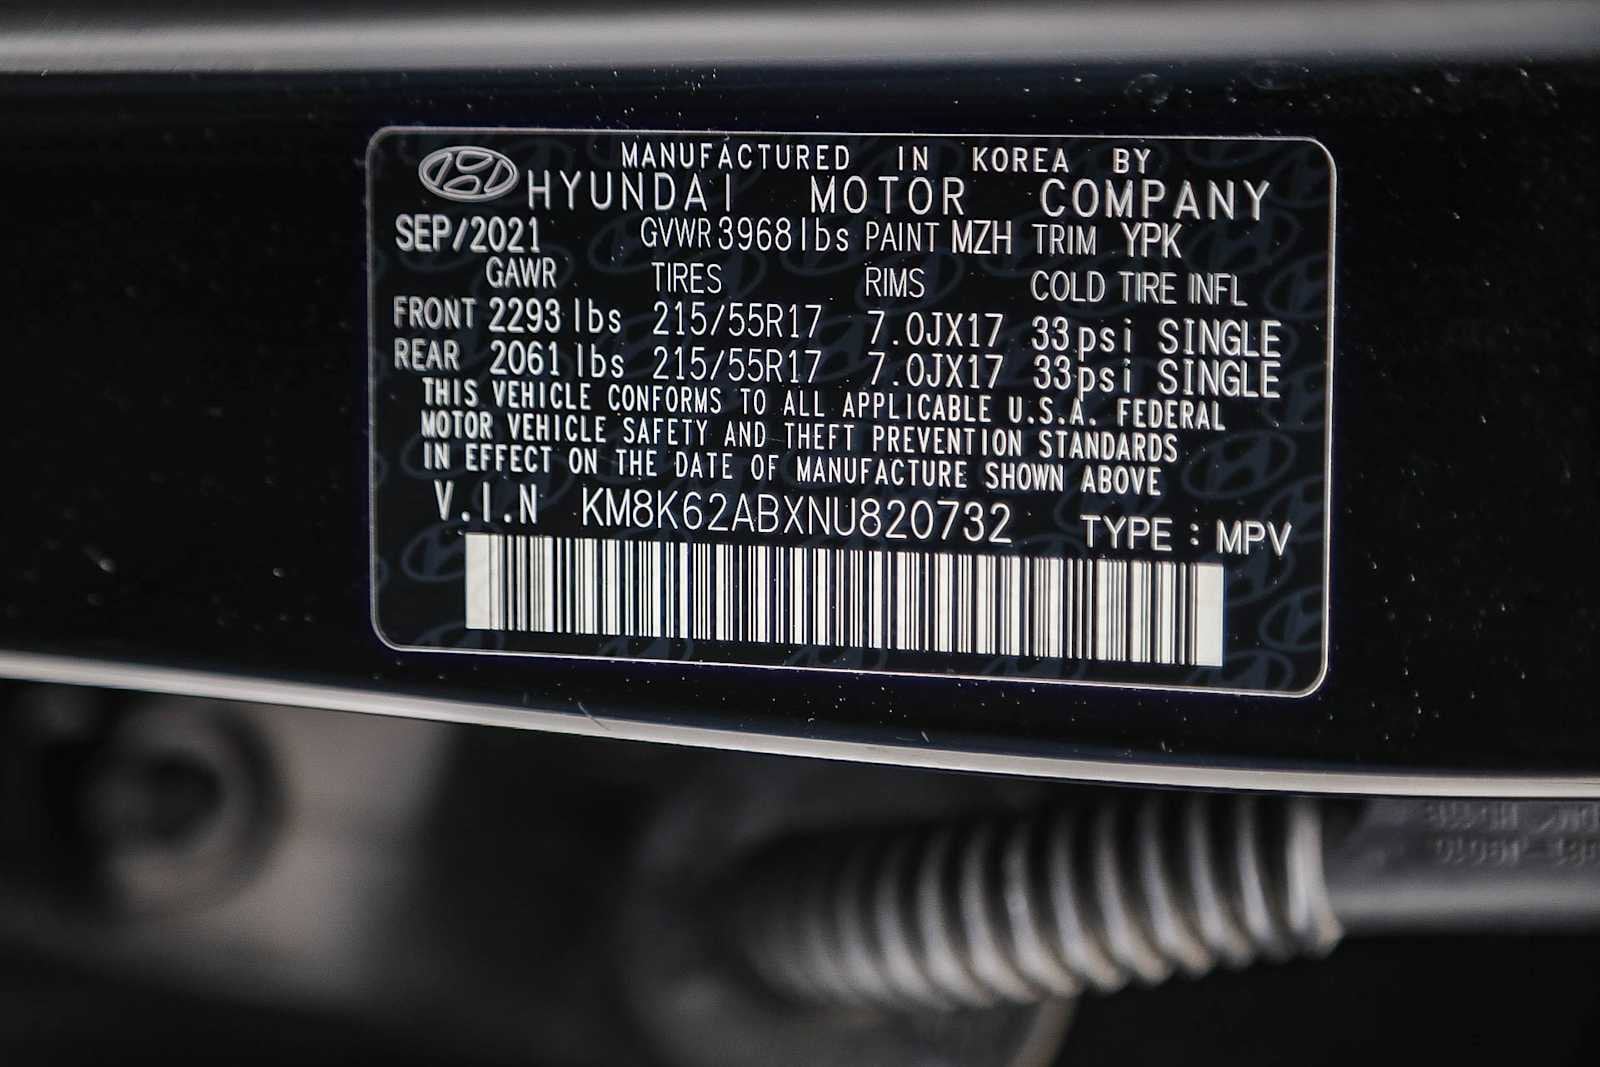 MANUFACTURED IN KOREA BY
HYUNDAI MOTOR COMPANY
SEP/2021 GVWR 3968lbs PAINT MZH TRIM YPK
GAWR TIRES RIMS COLD TIRE INFL
FRONT 2293 lbs 215/55R17 7.0JX17 33psi SINGLE
REAR 2061 lbs 215/55R17 7.0JX17 33psi SINGLE
THIS VEHICLE CONFORMS TO ALL APPLICABLE U.S.A. FEDERAL
MOTOR VEHICLE SAFETY AND THEFT PREVENTION STANDARDS
IN EFFECT ON THE DATE OF MANUFACTURE SHOWN ABOVE
V.I.N KM8K62ABXNU820732 TYPE : MPV